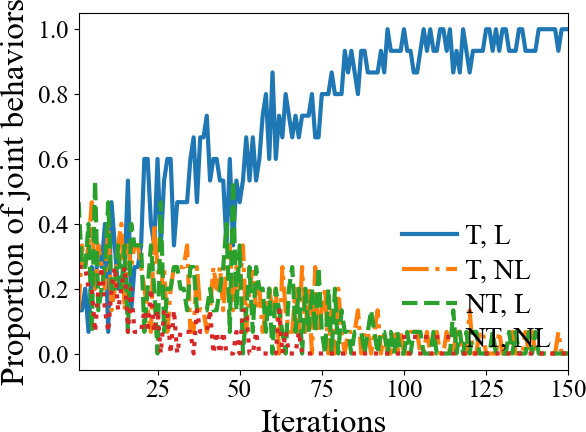 Proportion of joint behaviors
1.0
0.8
0.6
0.4
0.2
0.0
T, L
T, NL
NT, L
NT, NL
25
50
75
100
125
150
Iterations